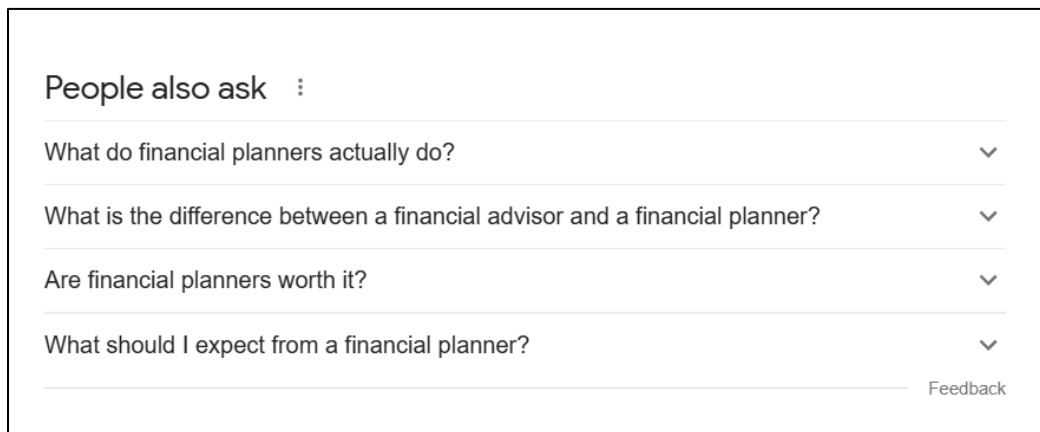 People also ask
What do financial planners actually do?
What is the difference between a financial advisor and a financial planner?
Are financial planners worth it?
What should I expect from a financial planner?
Feedback